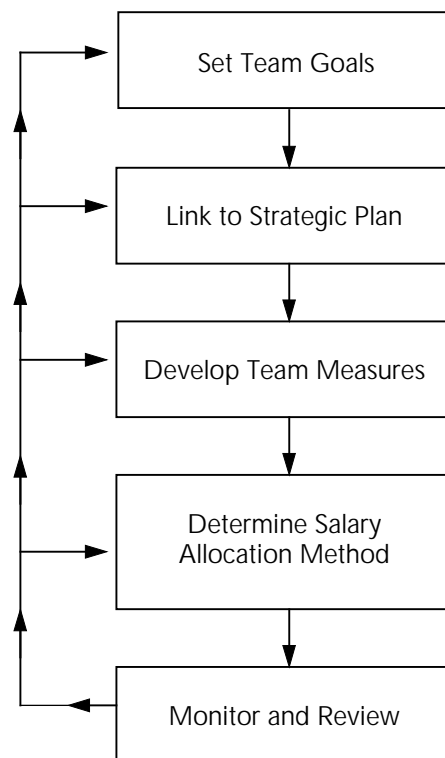 Set Team Goals
Link to Strategic Plan
Develop Team Measures
Determine Salary
Allocation Method
Monitor and Review